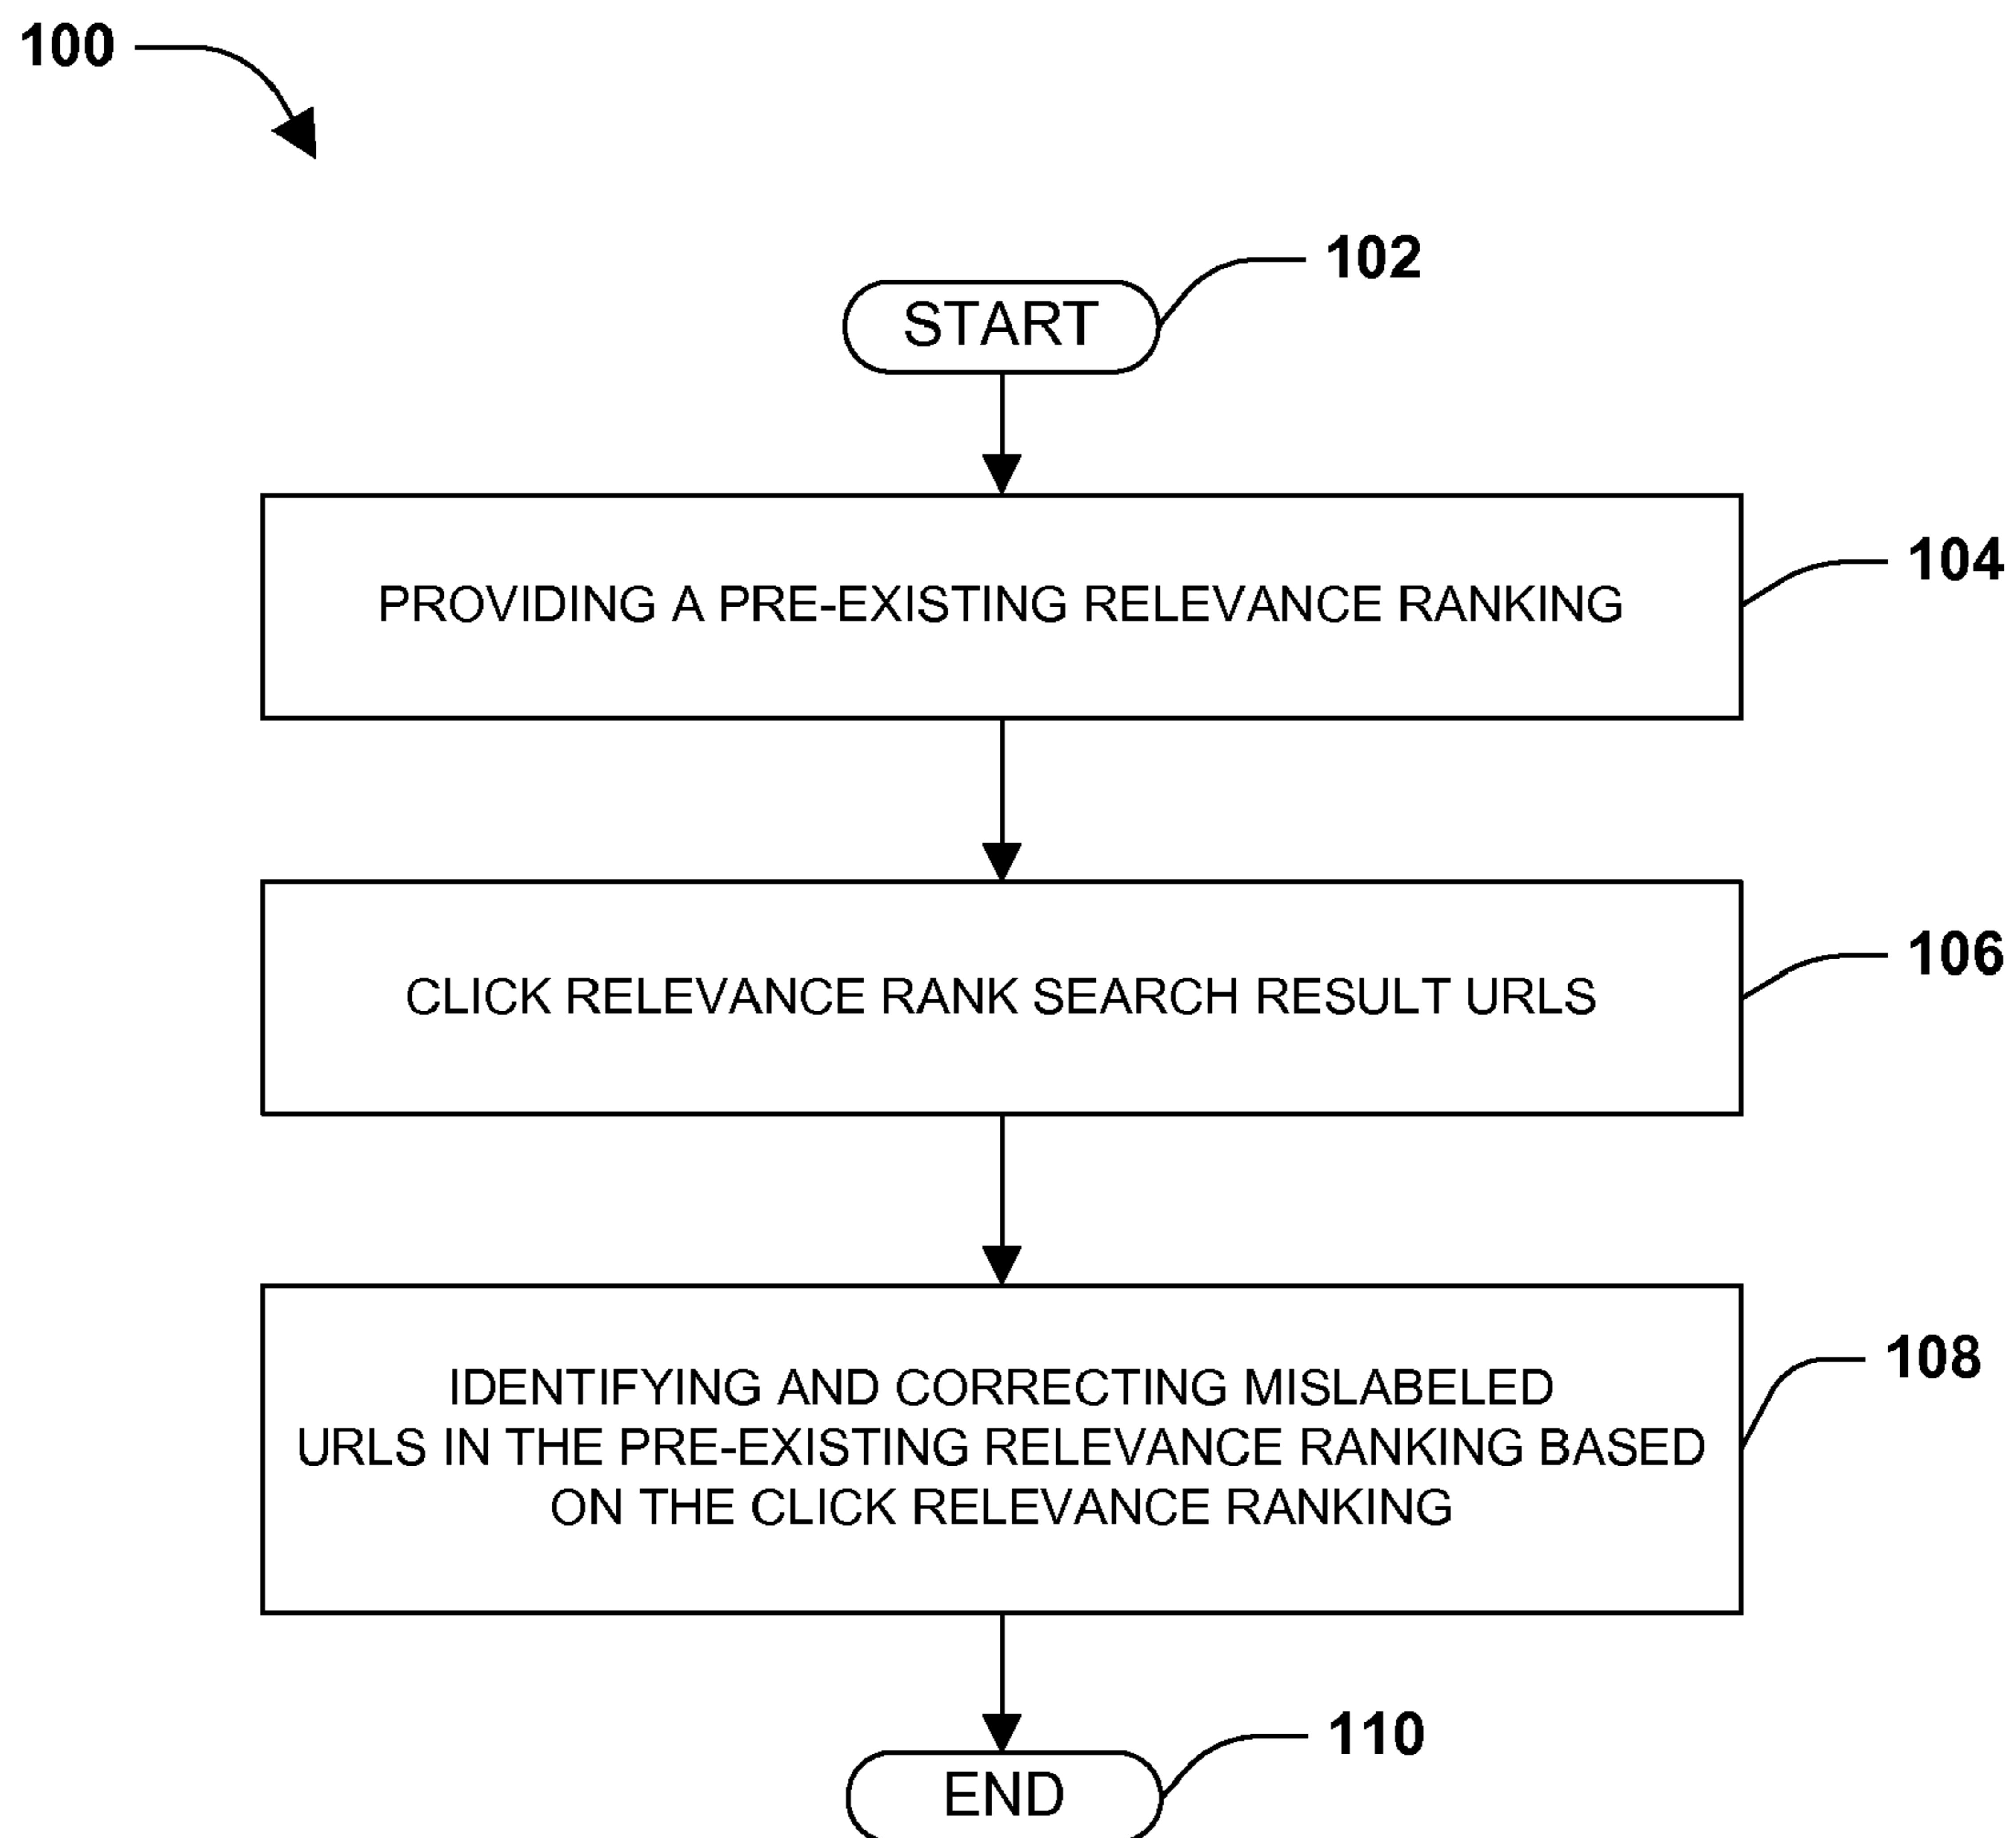 100
102
START
PROVIDING A PRE-EXISTING RELEVANCE RANKING
104
CLICK RELEVANCE RANK SEARCH RESULT URLS
106
IDENTIFYING AND CORRECTING MISLABELED
URLS IN THE PRE-EXISTING RELEVANCE RANKING BASED
ON THE CLICK RELEVANCE RANKING
108
110
END